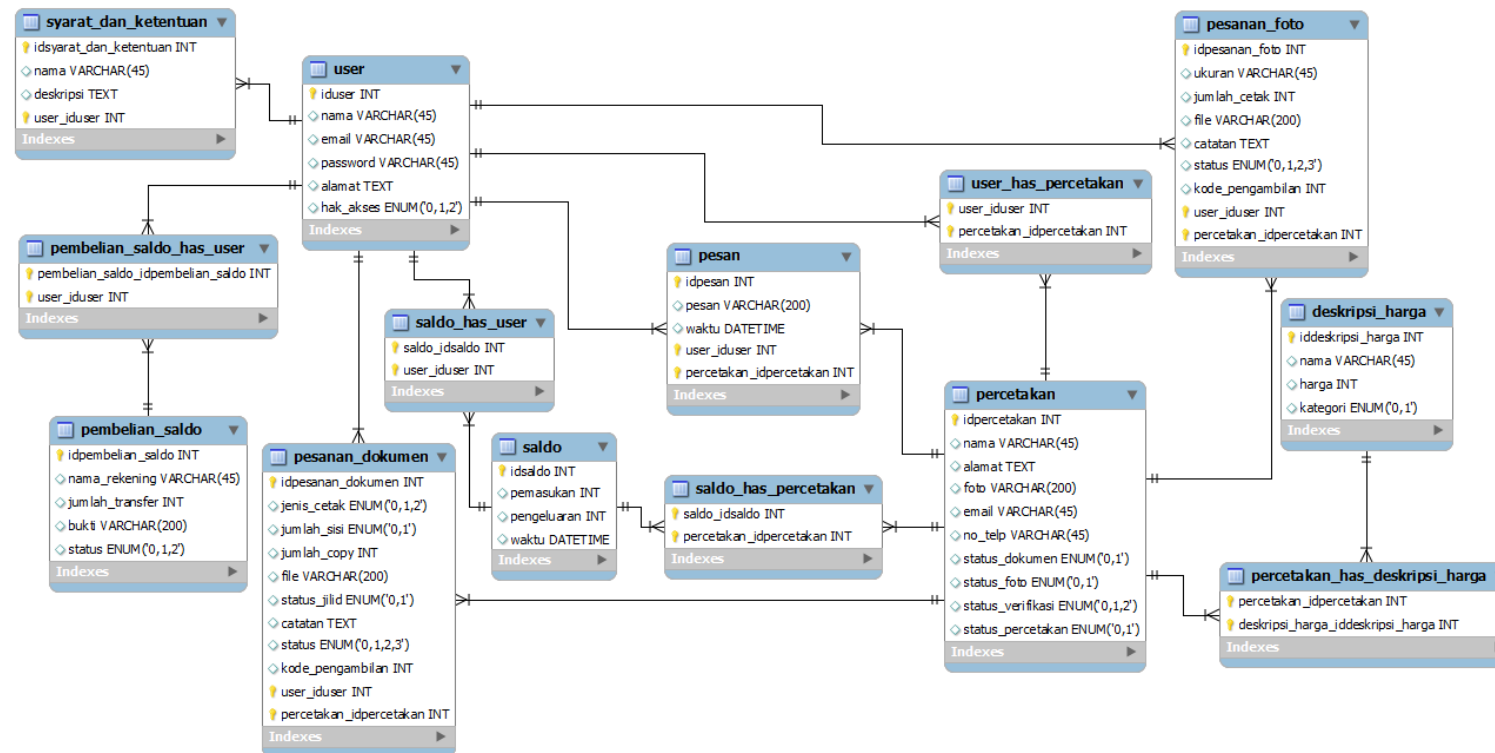 syarat_dan_ketentuan
idsyarat_dan_ketentuan INT
nama VARCHAR(45)
deskripsi TEXT
user_iduser INT
Indexes
user
iduser INT
nama VARCHAR(45)
email VARCHAR(45)
password VARCHAR(45)
alamat TEXT
hak_akses ENUM('0,1,2')
Indexes
pesanan_foto
idpesanan_foto INT
ukuran VARCHAR(45)
jumlah_cetak INT
file VARCHAR(200)
catatan TEXT
status ENUM('0,1,2,3')
kode_pengambilan INT
user_iduser INT
percetakan_idpercetakan INT
Indexes
user_has_percetakan
user_iduser INT
percetakan_idpercetakan INT
Indexes
pembelian_saldo_has_user
pembelian_saldo_idpembelian_saldo INT
user_iduser INT
Indexes
pesan
idpesan INT
pesan VARCHAR(200)
waktu DATETIME
user_iduser INT
percetakan_idpercetakan INT
Indexes
saldo_has_user
saldo_idsaldo INT
user_iduser INT
Indexes
deskripsi_harga
iddeskripsi_harga INT
nama VARCHAR(45)
harga INT
kategori ENUM('0,1')
Indexes
percetakan
idpercetakan INT
nama VARCHAR(45)
alamat TEXT
foto VARCHAR(200)
email VARCHAR(45)
no_telp VARCHAR(45)
status_dokumen ENUM('0,1')
status_foto ENUM('0,1')
status_verifikasi ENUM('0,1,2')
status_percetakan ENUM('0,1')
Indexes
pembelian_saldo
idpembelian_saldo INT
nama_rekening VARCHAR(45)
jumlah_transfer INT
bukti VARCHAR(200)
status ENUM('0,1,2')
Indexes
pesanan_dokumen
idpesanan_dokumen INT
jenis_cetak ENUM('0,1,2')
jumlah_sisi ENUM('0,1')
jumlah_copy INT
file VARCHAR(200)
status_jilid ENUM('0,1')
catatan TEXT
status ENUM('0,1,2,3')
kode_pengambilan INT
user_iduser INT
percetakan_idpercetakan INT
Indexes
saldo
idsaldo INT
pemasukan INT
pengeluaran INT
waktu DATETIME
Indexes
saldo_has_percetakan
saldo_idsaldo INT
percetakan_idpercetakan INT
Indexes
percetakan_has_deskripsi_harga
percetakan_idpercetakan INT
deskripsi_harga_iddeskripsi_harga INT
Indexes